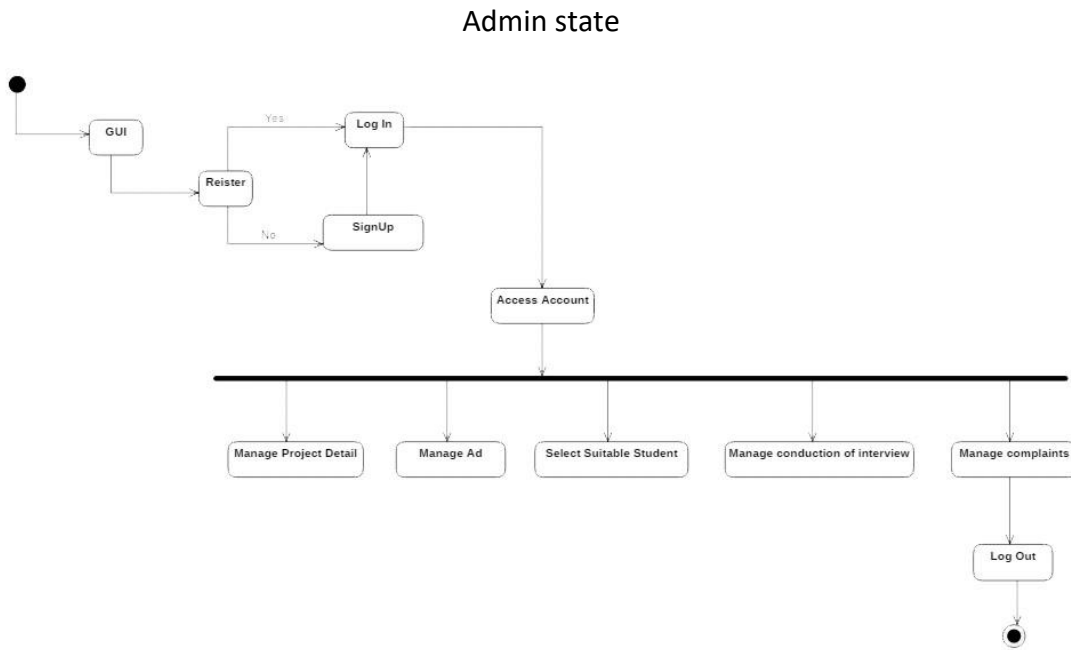 Admin state
GUI
Yes
Log In
Reister
SignUp
No
Access Account
Manage Project Detail
Manage Ad
Select Suitable Student
Manage conduction of interview
Manage complaints
Log Out